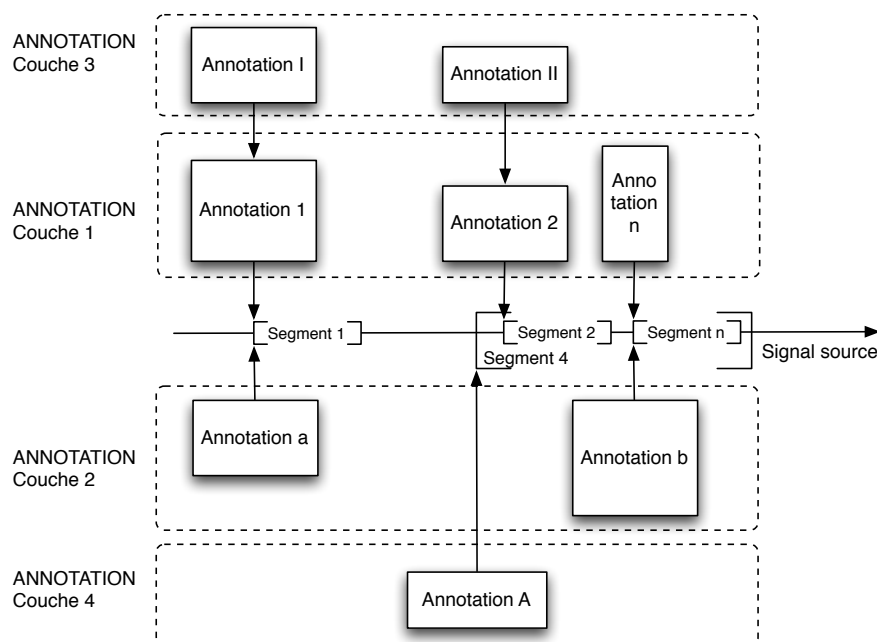 ANNOTATION
Couche 3
Annotation I
Annotation II
ANNOTATION
Couche 1
Annotation 1
Annotation 2
Anno
tation
n
Segment 1
Segment 2
Segment n
Segment 4
Signal source
ANNOTATION
Couche 2
Annotation a
Annotation b
ANNOTATION
Couche 4
Annotation A